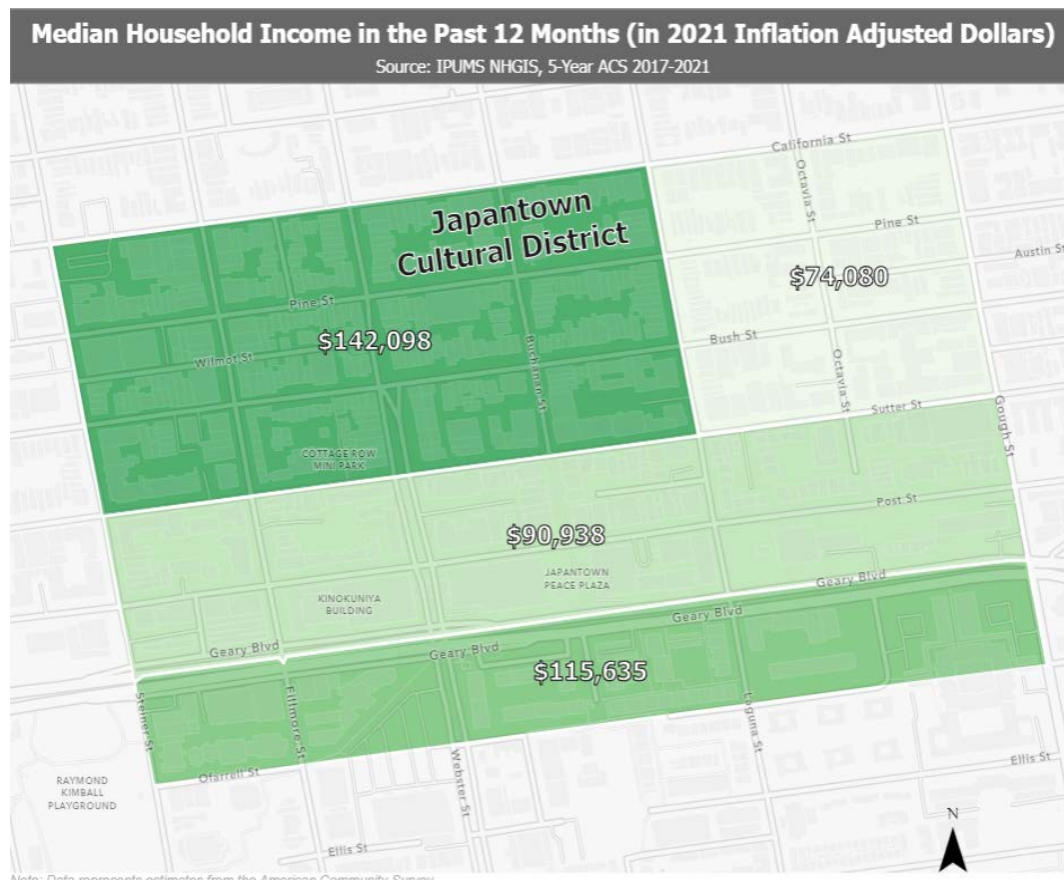 Median Household Income in the Past 12 Months (in 2021 Inflation Adjusted Dollars)
Source: IPUMS NHGIS, 5-Year ACS 2017-2021
California St
Octavia St
Japantown
Cultural District
Pine St
Austin St
$74,080
Pine St
$142,098
Bush St
Wilmot St
Buchanan St
Octavia St
Sutter St
Gough St
COTTAGE ROW
MINI PARK
Post St
$90,938
JAPANTOWN
PEACE PLAZA
Geary Blvd
KINOKUNIYA
BUILDING
Geary Blvd
Geary Blvd
Geary Blvd
$115,635
Steiner St
Fillmore St
Laguna St
Webster St
Ofarrell St
RAYMOND
KIMBALL
PLAYGROUND
Ellis St
Ellis St
N
Note: Data represents estimates from the American Community Survey